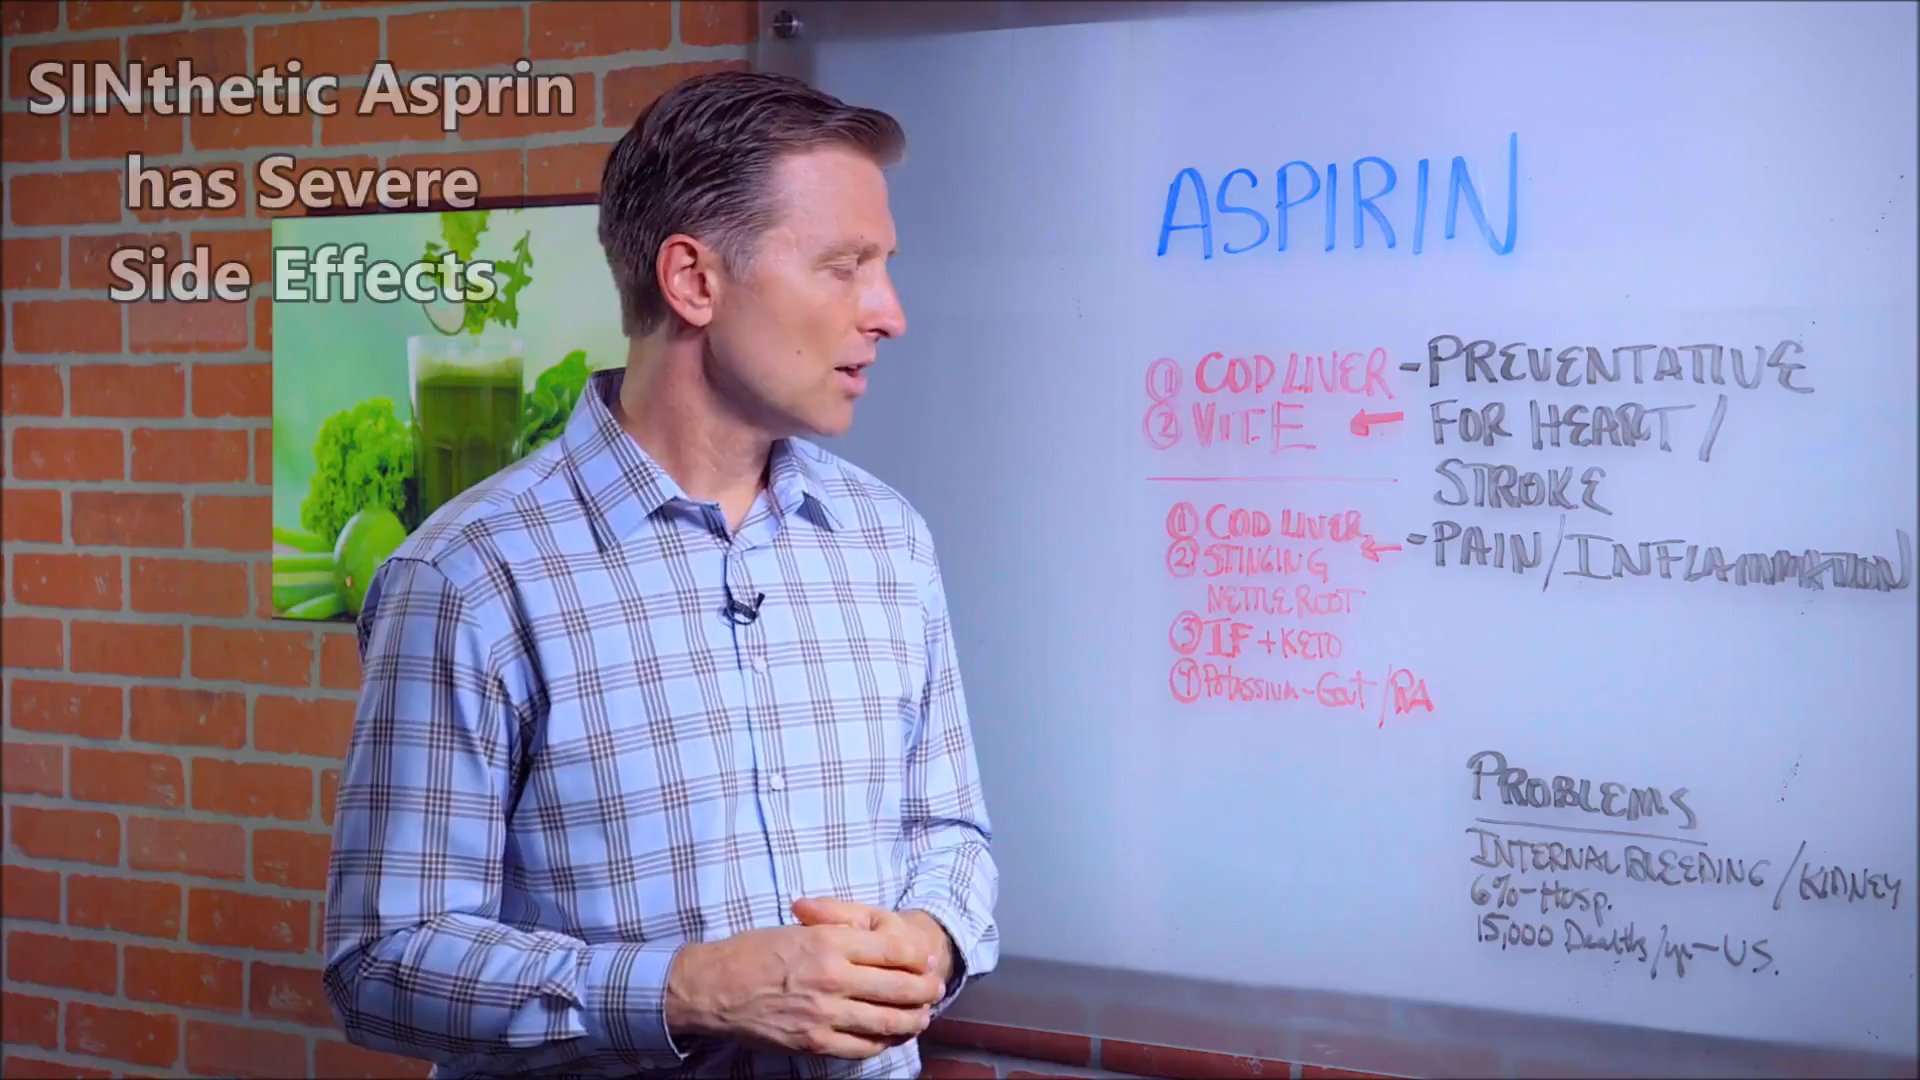 SINthetic Asprin
has Severe
Side Effects
ASPIRIN
① COD LIVER
② VIT E
- PREVENTATIVE
FOR HEART/
STROKE
① COD LIVER
② STINGING
NETTLE ROOT
③ IF + KETO
④ Potassium - Gout/RA
- PAIN/INFLAMMATION
PROBLEMS
INTERNAL BLEEDING/KIDNEY
6% - Hosp.
15,000 Deaths/yr - U.S.